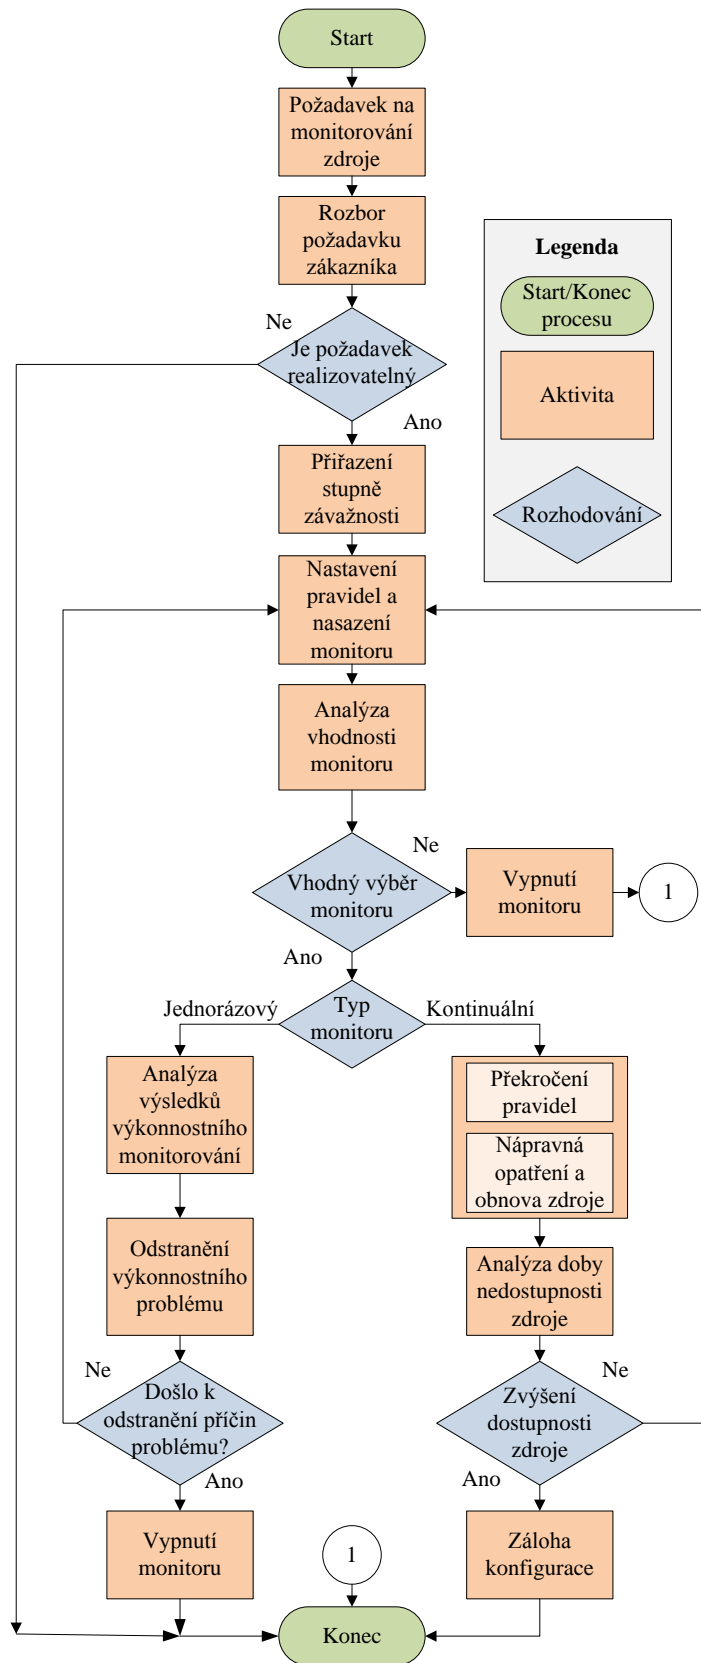 Start
Požadavek na
monitorování
zdroje
Rozbor
požadavku
zákazníka
Legenda
Start/Konec
procesu
Aktivita
Rozhodování
Ne
Je požadavek
realizovatelný
Ano
Přiřazení
stupně
závažnosti
Nastavení
pravidel a
nasazení
monitoru
Analýza
vhodnosti
monitoru
Ne
Vhodný výběr
monitoru
Vypnutí
monitoru
1
Ano
Jednorázový
Typ
monitoru
Kontinuální
Analýza
výsledků
výkonnostního
monitorování
Překročení
pravidel
Nápravná
opatření a
obnova zdroje
Odstranění
výkonnostního
problému
Analýza doby
nedostupnosti
zdroje
Ne
Došlo k
odstranění příčin
problému?
Ano
Ne
Zvýšení
dostupnosti
zdroje
Ano
Vypnutí
monitoru
1
Záloha
konfigurace
Konec